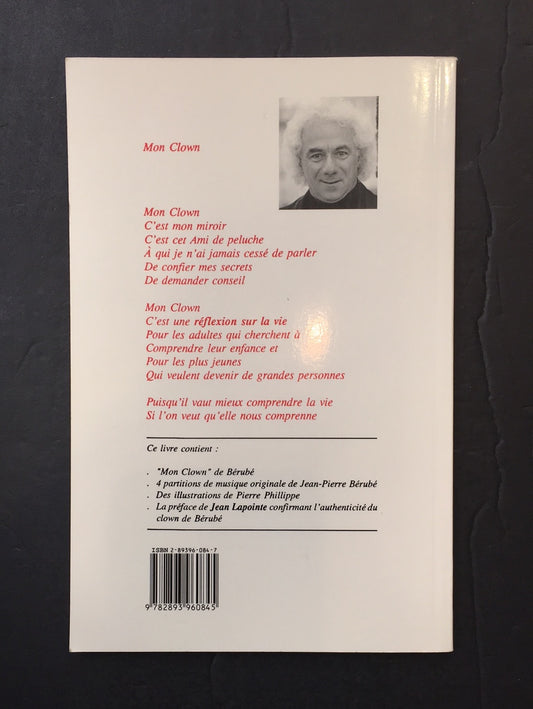 Mon Clown
Mon Clown
C'est mon miroir
C'est cet Ami de peluche
À qui je n'ai jamais cessé de parler
De confier mes secrets
De demander conseil
Mon Clown
C'est une réflexion sur la vie
Pour les adultes qui cherchent à
Comprendre leur enfance et
Pour les plus jeunes
Qui veulent devenir de grandes personnes
Puisqu'il vaut mieux comprendre la vie
Si l'on veut qu'elle nous comprenne
Ce livre contient :
. "Mon Clown" de Bérubé
. 4 partitions de musique originale de Jean-Pierre Bérubé
. Des illustrations de Pierre Phillippe
. La préface de Jean Lapointe confirmant l'authenticité du
clown de Bérubé
ISBN 2-89396-084-7
9 782893 960845